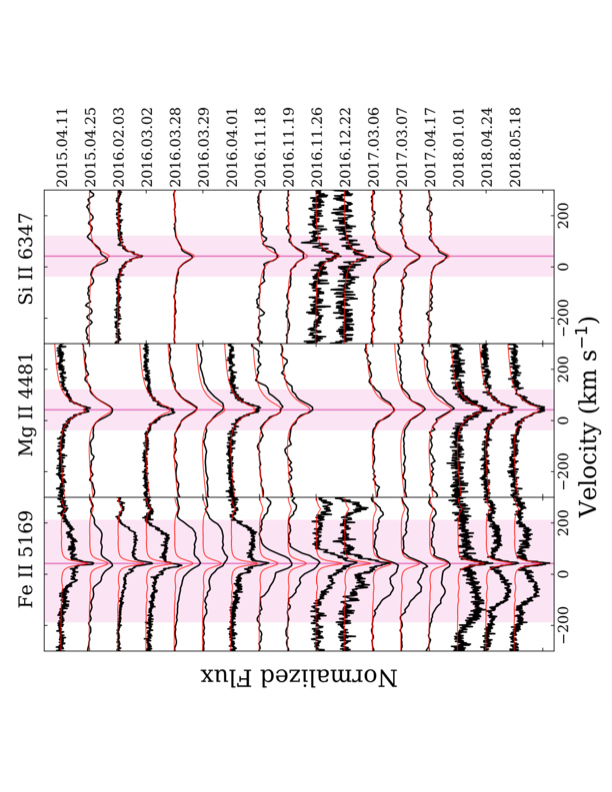 Fe II 5169
Mg II 4481
Si II 6347
2015.04.11
2015.04.25
2016.02.03
2016.03.02
2016.03.28
2016.03.29
2016.04.01
2016.11.18
2016.11.19
2016.11.26
2016.12.22
2017.03.06
2017.03.07
2017.04.17
2018.01.01
2018.04.24
2018.05.18
Normalized Flux
−200 0 200 −200 0 200 −200 0 200
Velocity (km s⁻¹)